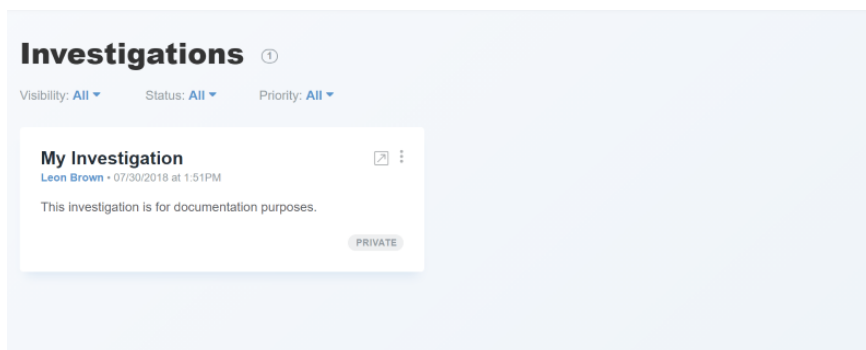 Investigations 1
Visibility: All Status: All Priority: All
My Investigation
Leon Brown • 07/30/2018 at 1:51PM
This investigation is for documentation purposes.
PRIVATE